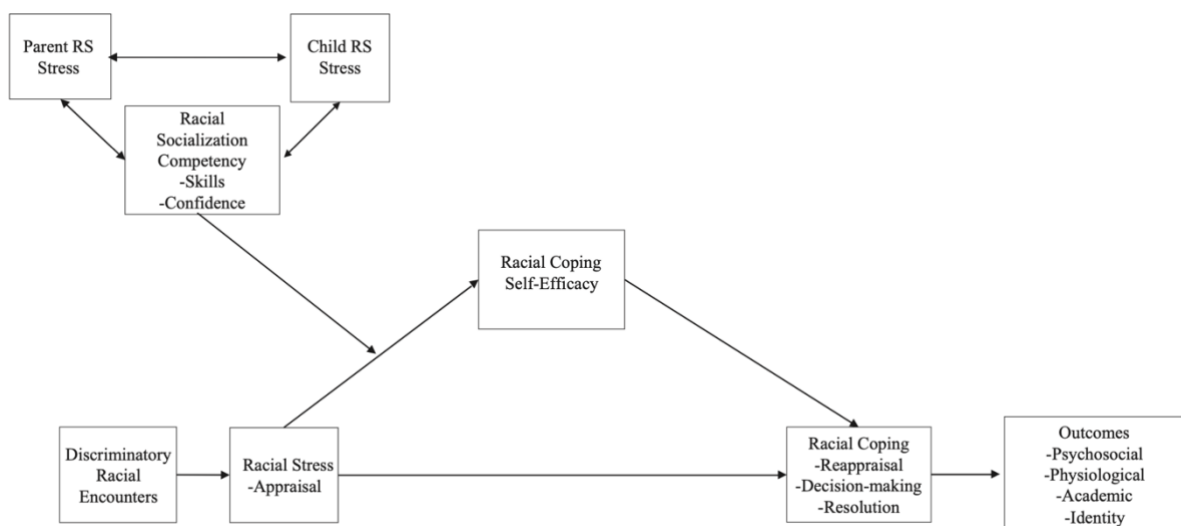 Parent RS
Stress
Child RS
Stress
Racial
Socialization
Competency
-Skills
-Confidence
Racial Coping
Self-Efficacy
Discriminatory
Racial
Encounters
Racial Stress
-Appraisal
Racial Coping
-Reappraisal
-Decision-making
-Resolution
Outcomes
-Psychosocial
-Physiological
-Academic
-Identity